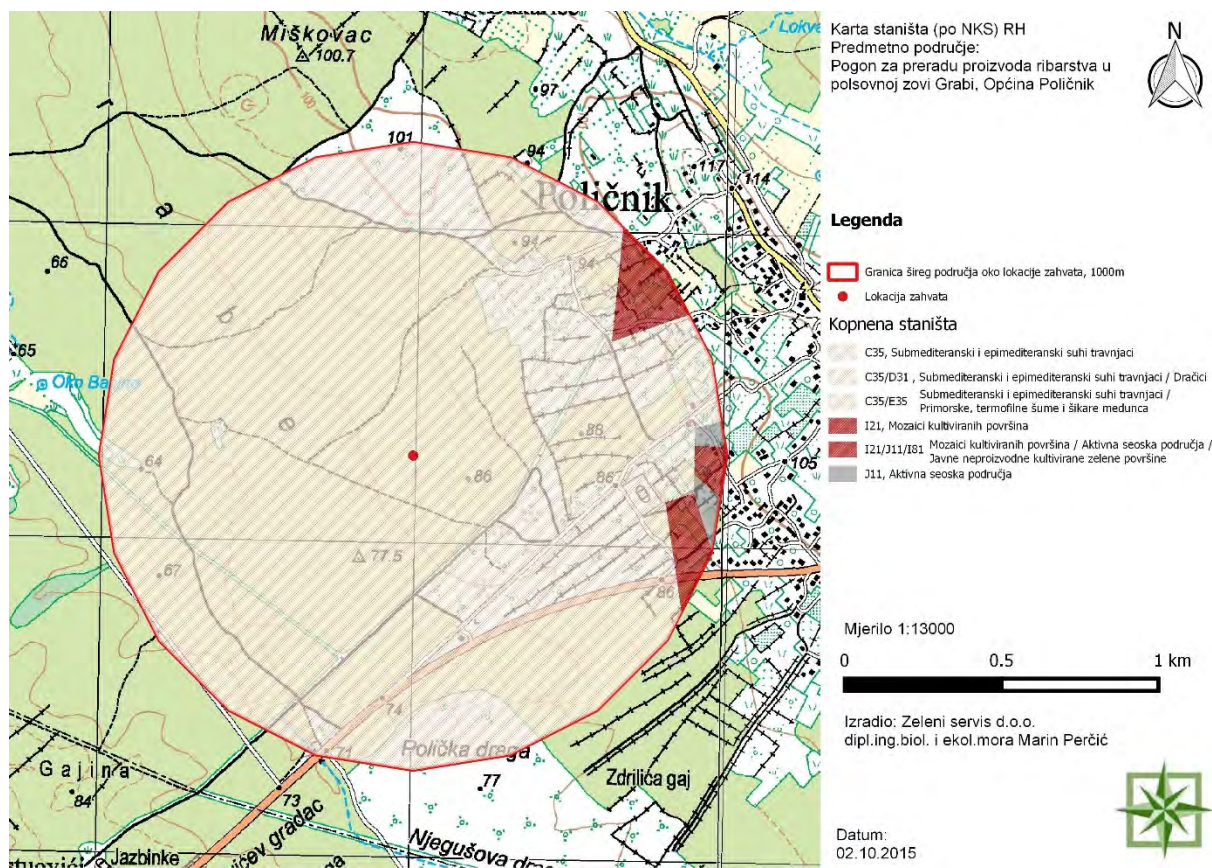 Miškovac
100.7
97
Lokva
101
94
117
114
Poličnik
94
94
66
65
Oko Ba
64
b
e
88
86
86
105
77.5
67
86
74
71
Polička draga
77
Zdrilića gaj
Gajina
84
73
Jazbinke
Njegušova
Karta staništa (po NKS) RH
Predmetno područje:
Pogon za preradu proizvoda ribarstva u
polsovnoj zovi Grabi, Općina Poličnik
N
Legenda
Granica šireg područja oko lokacije zahvata, 1000m
Lokacija zahvata
Kopnena staništa
C35, Submediteranski i epimediteranski suhi travnjaci
C35/D31 , Submediteranski i epimediteranski suhi travnjaci / Dračici
C35/E35 Submediteranski i epimediteranski suhi travnjaci /
Primorske, termofilne šume i šikare medunca
I21, Mozaici kultiviranih površina
I21/J11/I81 Mozaici kultiviranih površina / Aktivna seoska područja /
Javne neproizvodne kultivirane zelene površine
J11, Aktivna seoska područja
Mjerilo 1:13000
0 0.5 1 km
Izradio: Zeleni servis d.o.o.
dipl.ing.biol. i ekol.mora Marin Perčić
Datum:
02.10.2015